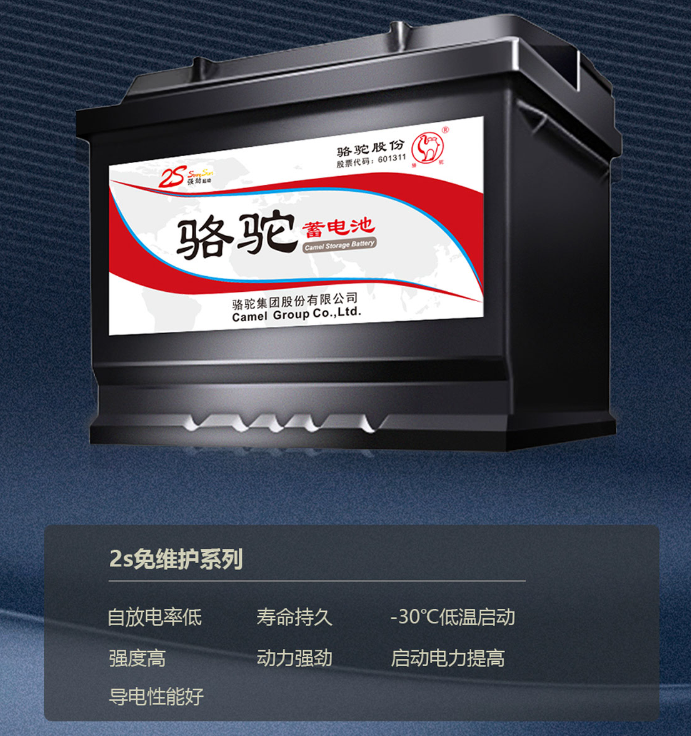 骆驼股份 ®
股票代码：601311
2S
强劲
骆驼 蓄电池
Camel Storage Battery
骆驼集团股份有限公司
Camel Group Co.,Ltd.
2s免维护系列
自放电率低 寿命持久 -30℃低温启动
强度高 动力强劲 启动电力提高
导电性能好